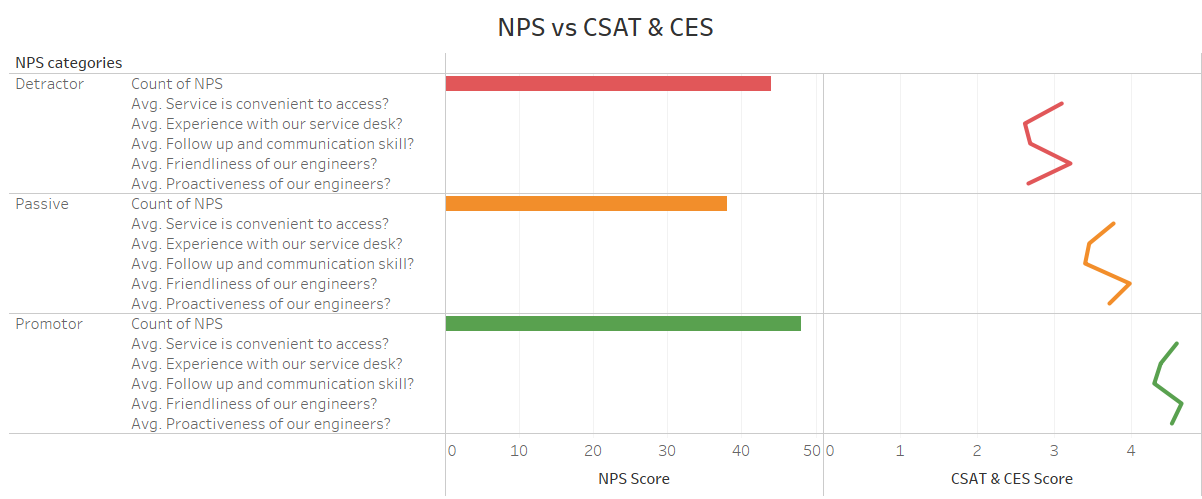 NPS vs CSAT & CES
NPS categories
Detractor Count of NPS
Avg. Service is convenient to access?
Avg. Experience with our service desk?
Avg. Follow up and communication skill?
Avg. Friendliness of our engineers?
Avg. Proactiveness of our engineers?
Passive Count of NPS
Avg. Service is convenient to access?
Avg. Experience with our service desk?
Avg. Follow up and communication skill?
Avg. Friendliness of our engineers?
Avg. Proactiveness of our engineers?
Promotor Count of NPS
Avg. Service is convenient to access?
Avg. Experience with our service desk?
Avg. Follow up and communication skill?
Avg. Friendliness of our engineers?
Avg. Proactiveness of our engineers?
0 10 20 30 40 50 0 1 2 3 4
NPS Score CSAT & CES Score